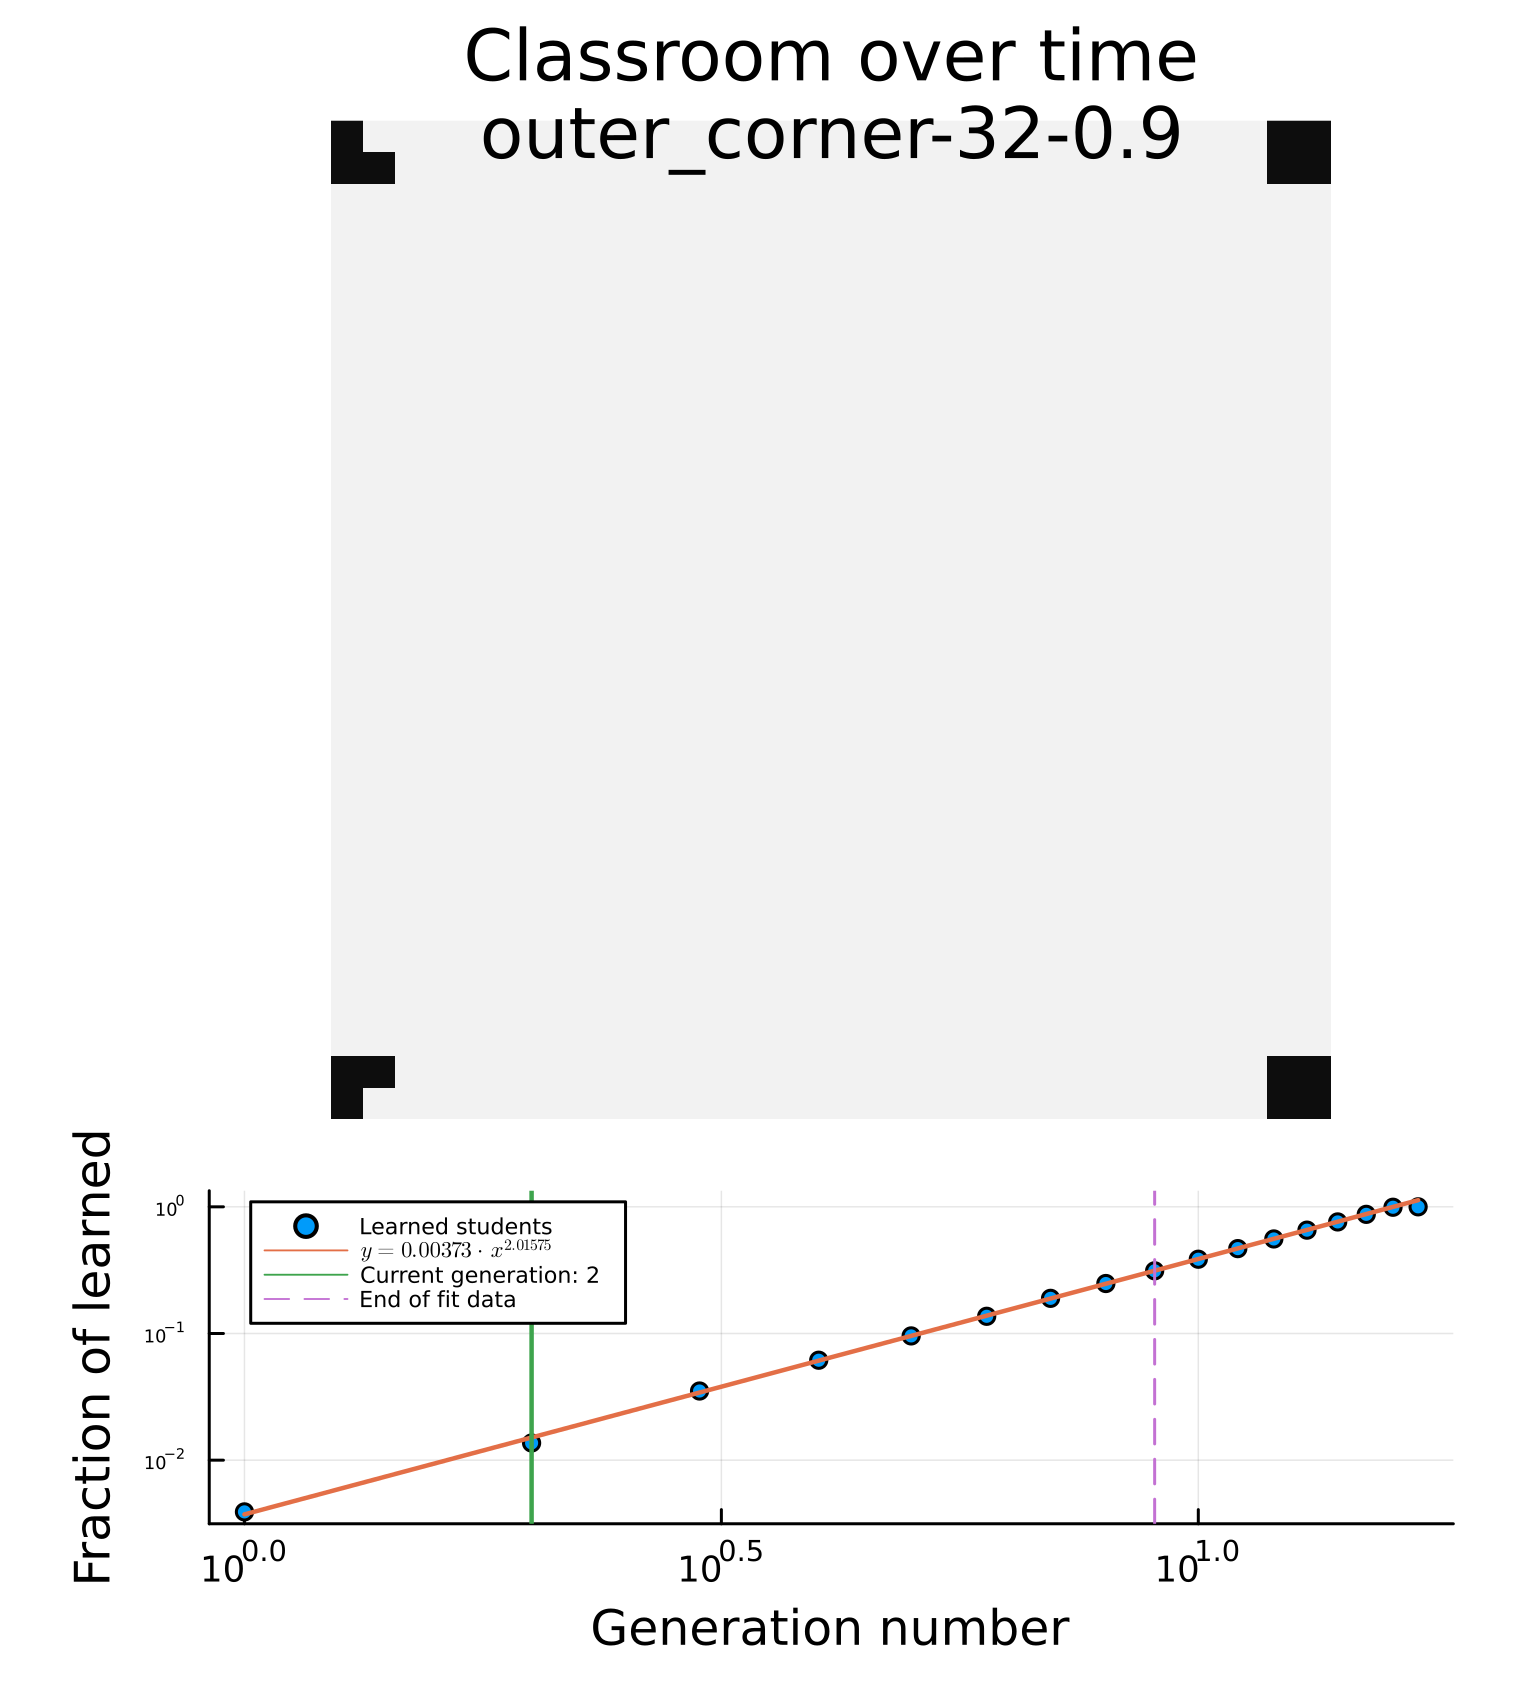 Classroom over time
outer_corner-32-0.9
Fraction of learned
10^0
10^-1
10^-2
Learned students
y = 0.00373 · x^2.01575
Current generation: 2
End of fit data
10^0.0
10^0.5
10^1.0
Generation number